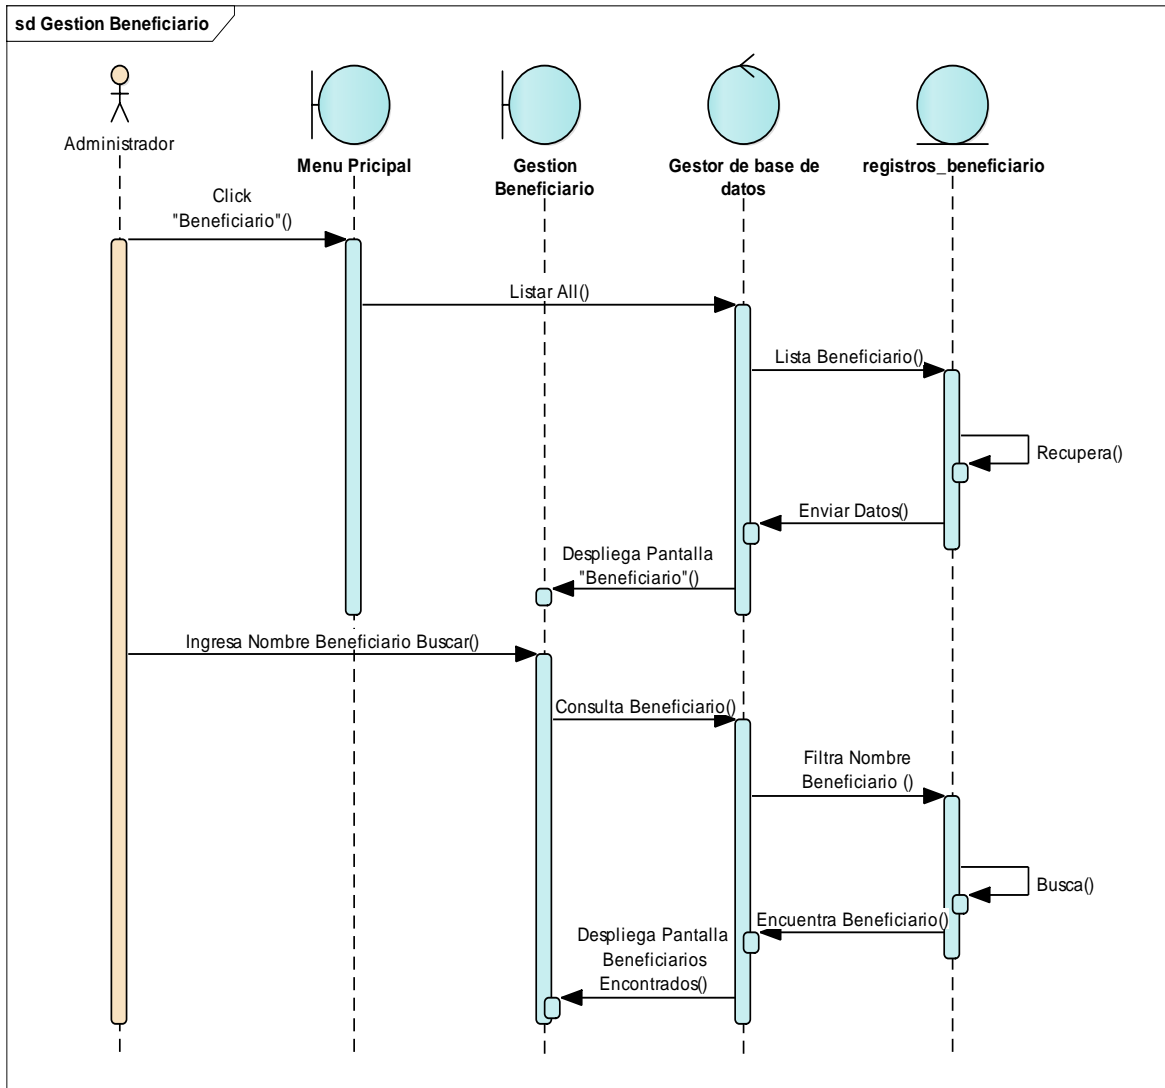 sd Gestion Beneficiario
Administrador
Menu Pricipal
Gestion
Beneficiario
Gestor de base de
datos
registros_beneficiario
Click
"Beneficiario"()
Listar All()
Lista Beneficiario()
Recupera()
Enviar Datos()
Despliega Pantalla
"Beneficiario"()
Ingresa Nombre Beneficiario Buscar()
Consulta Beneficiario()
Filtra Nombre
Beneficiario ()
Busca()
Encuentra Beneficiario()
Despliega Pantalla
Beneficiarios
Encontrados()